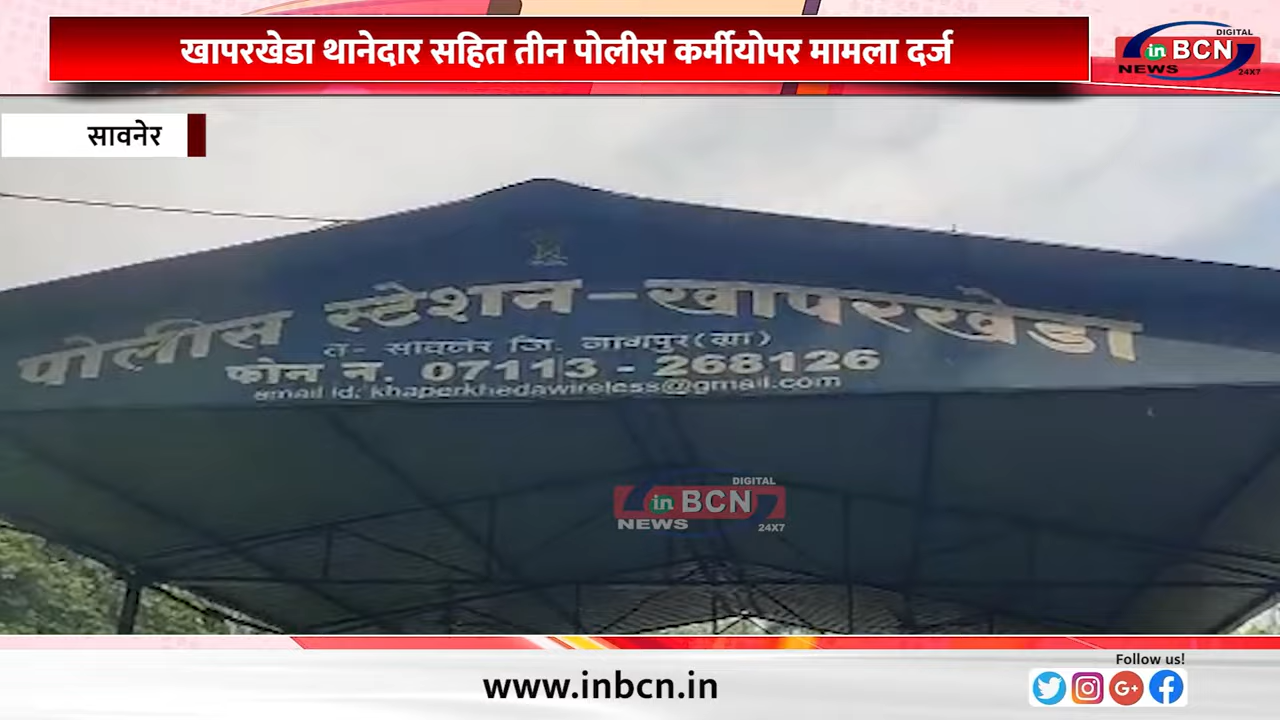 खापरखेडा थानेदार सहित तीन पोलीस कर्मीयोपर मामला दर्ज
DIGITAL
in BCN
NEWS 24X7
सावनेर
पोलीस स्टेशन-खापरखेडा
त- सावनेर जि. नागपुर(ग्रा)
फोन न. 07113 - 268126
email id: khaperkhedawireless@gmail.com
DIGITAL
in BCN
NEWS 24X7
Follow us!
www.inbcn.in